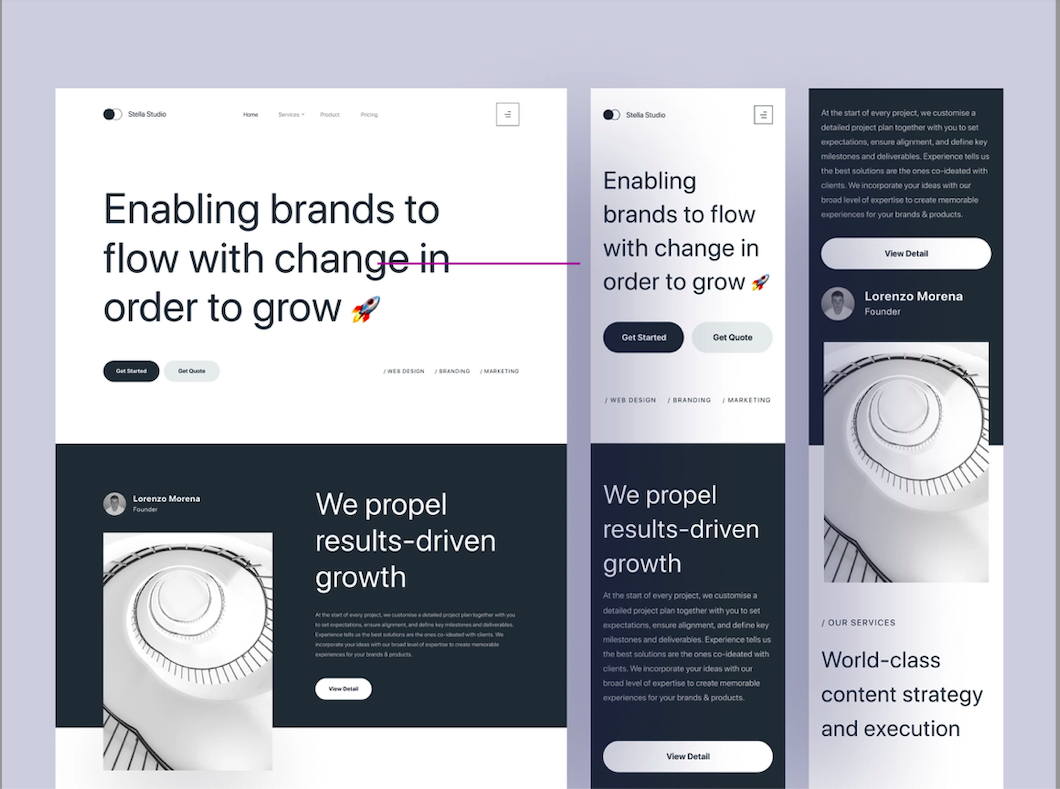 Stella Studio
Home Services Product Pricing
Enabling brands to
flow with change in
order to grow 🚀
Get Started Get Quote
/ WEB DESIGN / BRANDING / MARKETING
Lorenzo Morena
Founder
We propel
results-driven
growth
At the start of every project, we customise a detailed project plan together with you
to set expectations, ensure alignment, and define key milestones and deliverables.
Experience tells us the best solutions are the ones co-ideated with clients. We
incorporate your ideas with our broad level of expertise to create memorable
experiences for your brands & products.
View Detail
Stella Studio
Enabling
brands to flow
with change in
order to grow 🚀
Get Started Get Quote
/ WEB DESIGN / BRANDING / MARKETING
We propel
results-driven
growth
At the start of every project, we customise a
detailed project plan together with you to set
expectations, ensure alignment, and define key
milestones and deliverables. Experience tells us
the best solutions are the ones co-ideated with
clients. We incorporate your ideas with our
broad level of expertise to create memorable
experiences for your brands & products.
View Detail
At the start of every project, we customise a
detailed project plan together with you to set
expectations, ensure alignment, and define key
milestones and deliverables. Experience tells us
the best solutions are the ones co-ideated with
clients. We incorporate your ideas with our
broad level of expertise to create memorable
experiences for your brands & products.
View Detail
Lorenzo Morena
Founder
/ OUR SERVICES
World-class
content strategy
and execution